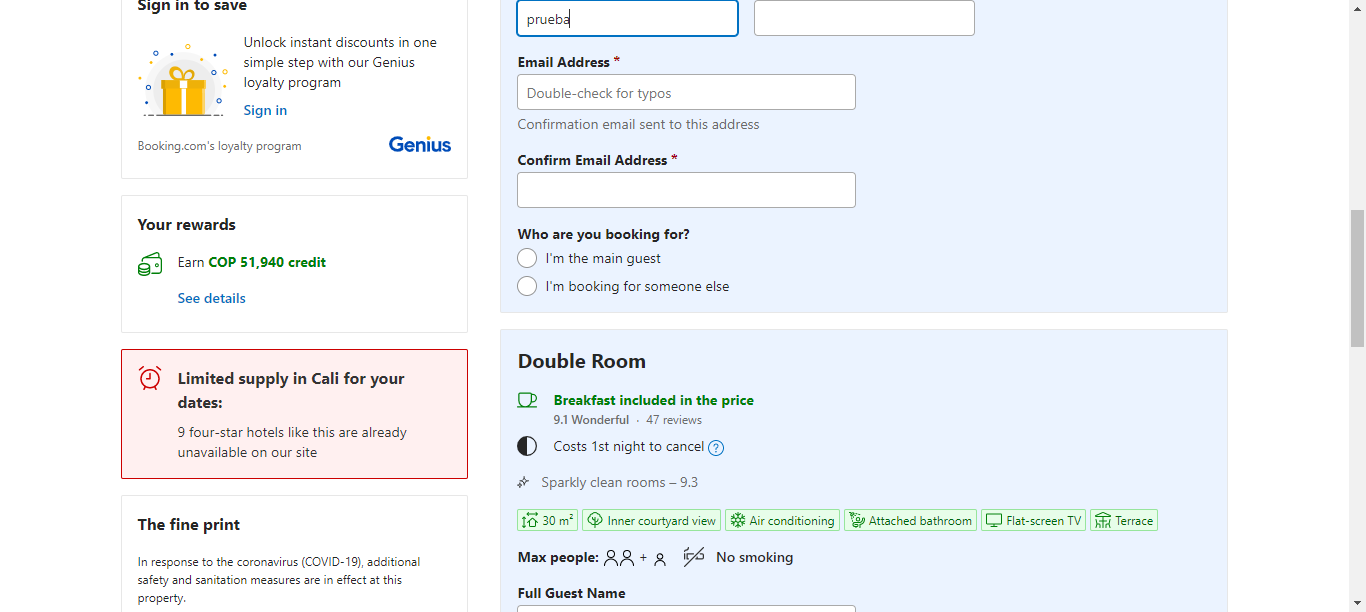 Sign in to save
Unlock instant discounts in one
simple step with our Genius
loyalty program
Sign in
Booking.com's loyalty program
Genius
Your rewards
Earn COP 51,940 credit
See details
Limited supply in Cali for your
dates:
9 four-star hotels like this are already
unavailable on our site
The fine print
In response to the coronavirus (COVID-19), additional
safety and sanitation measures are in effect at this
property.
prueba
Email Address *
Double-check for typos
Confirmation email sent to this address
Confirm Email Address *
Who are you booking for?
I'm the main guest
I'm booking for someone else
Double Room
Breakfast included in the price
9.1 Wonderful · 47 reviews
Costs 1st night to cancel ?
Sparkly clean rooms – 9.3
30 m² Inner courtyard view Air conditioning Attached bathroom Flat-screen TV Terrace
Max people: + No smoking
Full Guest Name